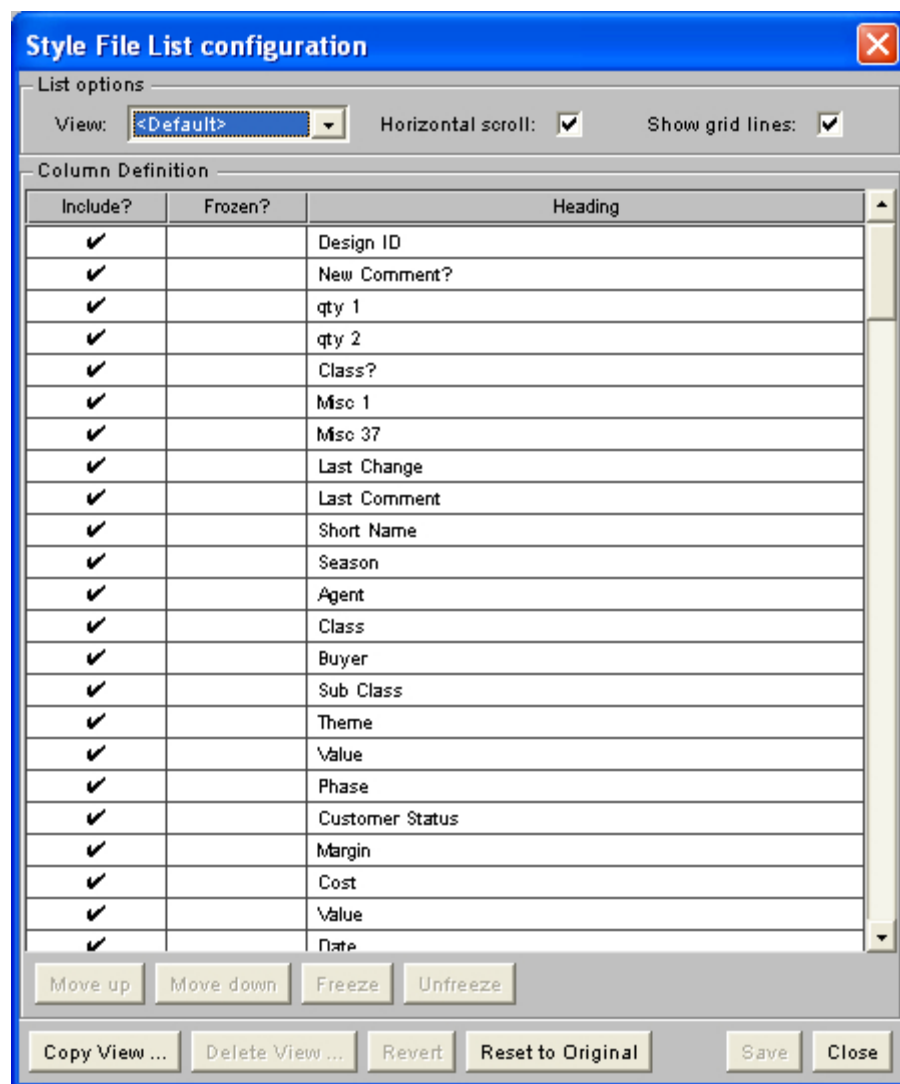 Style File List configuration
List options
View: <Default> Horizontal scroll: Show grid lines:
Column Definition
Include? Frozen? Heading
Design ID
New Comment?
qty 1
qty 2
Class?
Misc 1
Misc 37
Last Change
Last Comment
Short Name
Season
Agent
Class
Buyer
Sub Class
Theme
Value
Phase
Customer Status
Margin
Cost
Value
Date
Move up Move down Freeze Unfreeze
Copy View ... Delete View ... Revert Reset to Original Save Close